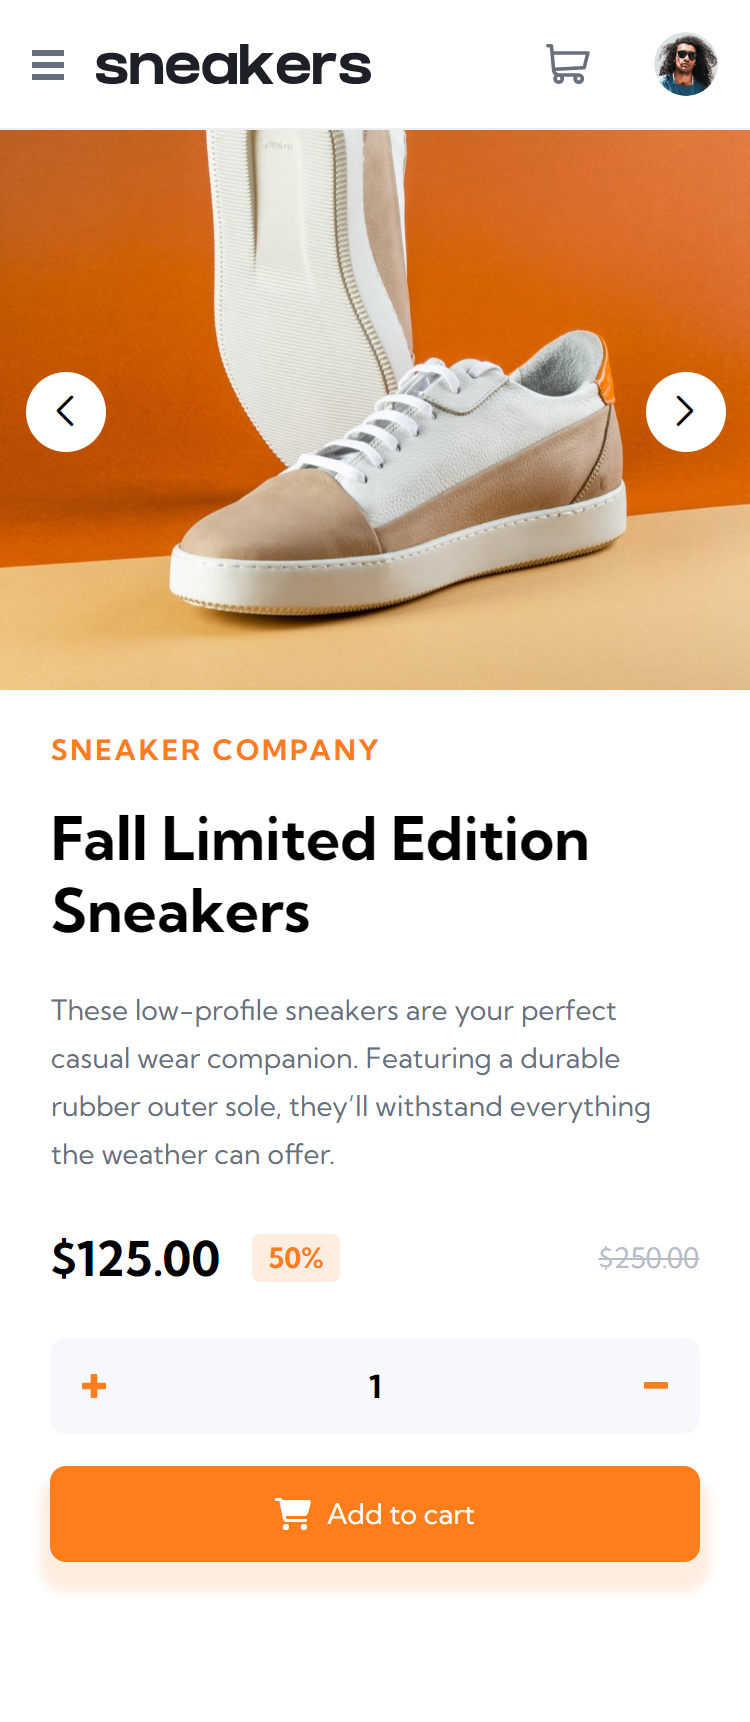 sneakers
SNEAKER COMPANY
Fall Limited Edition
Sneakers
These low-profile sneakers are your perfect
casual wear companion. Featuring a durable
rubber outer sole, they’ll withstand everything
the weather can offer.
$125.00 50% $250.00
1
Add to cart